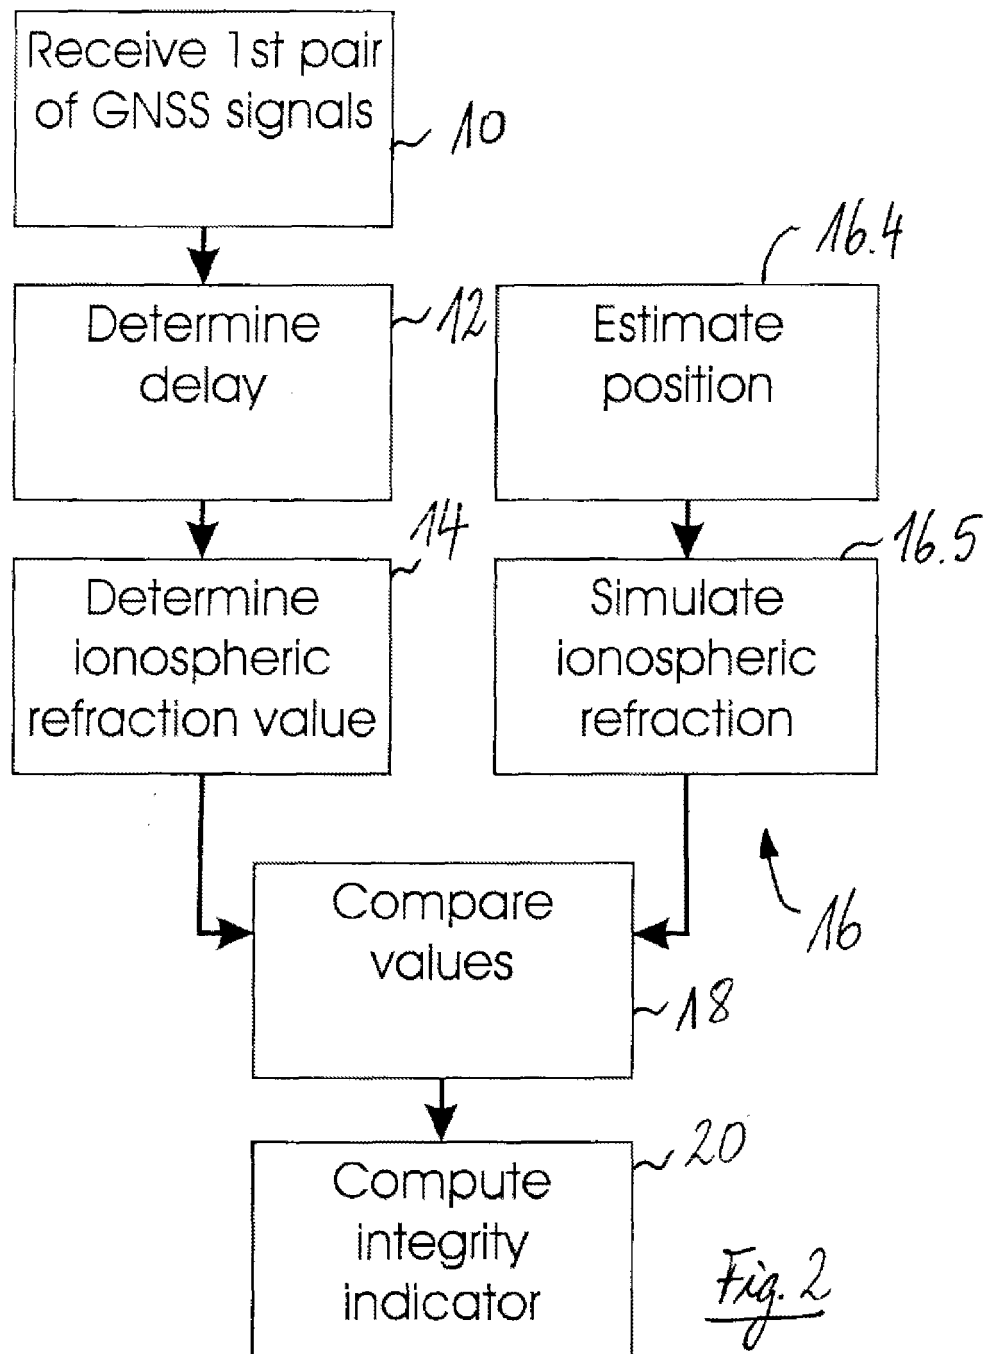 Receive 1st pair
of GNSS signals
10
16.4
Determine
delay
12
Estimate
position
14
16.5
Determine
ionospheric
refraction value
Simulate
ionospheric
refraction
16
Compare
values
18
20
Compute
integrity
indicator
Fig. 2